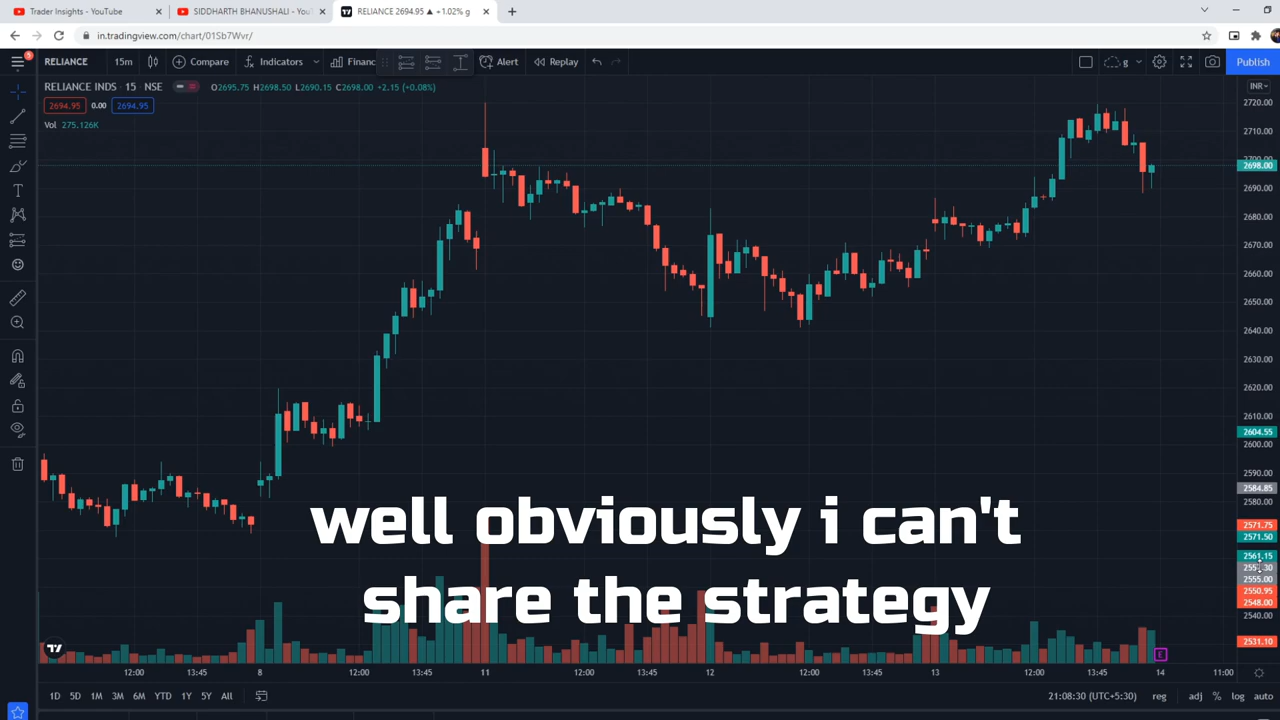 Trader Insights - YouTube
SIDDHARTH BHANUSHALI - YouT
RELIANCE 2694.95 ▲ +1.02% g
in.tradingview.com/chart/01Sb7Wvr/
5
RELIANCE 15m Compare Indicators Financ Alert Replay g Publish
RELIANCE INDS · 15 · NSE O2695.75 H2698.50 L2690.15 C2698.00 +2.15 (+0.08%)
INR
2694.95 0.00 2694.95
Vol 275.126K
2720.00
2710.00
2700.00
2698.00
2690.00
2680.00
2670.00
2660.00
2650.00
2640.00
2630.00
2620.00
2610.00
2604.55
2600.00
2590.00
2584.85
2580.00
2571.75
2571.50
2561.15
2555.00
2550.95
2548.00
2540.00
2531.10
well obviously i can't
share the strategy
E
12:00 13:45 8 12:00 13:45 11 12:00 13:45 12 12:00 13:45 13 12:00 13:45 14 11:00
1D 5D 1M 3M 6M YTD 1Y 5Y All 21:08:30 (UTC+5:30) reg adj % log auto